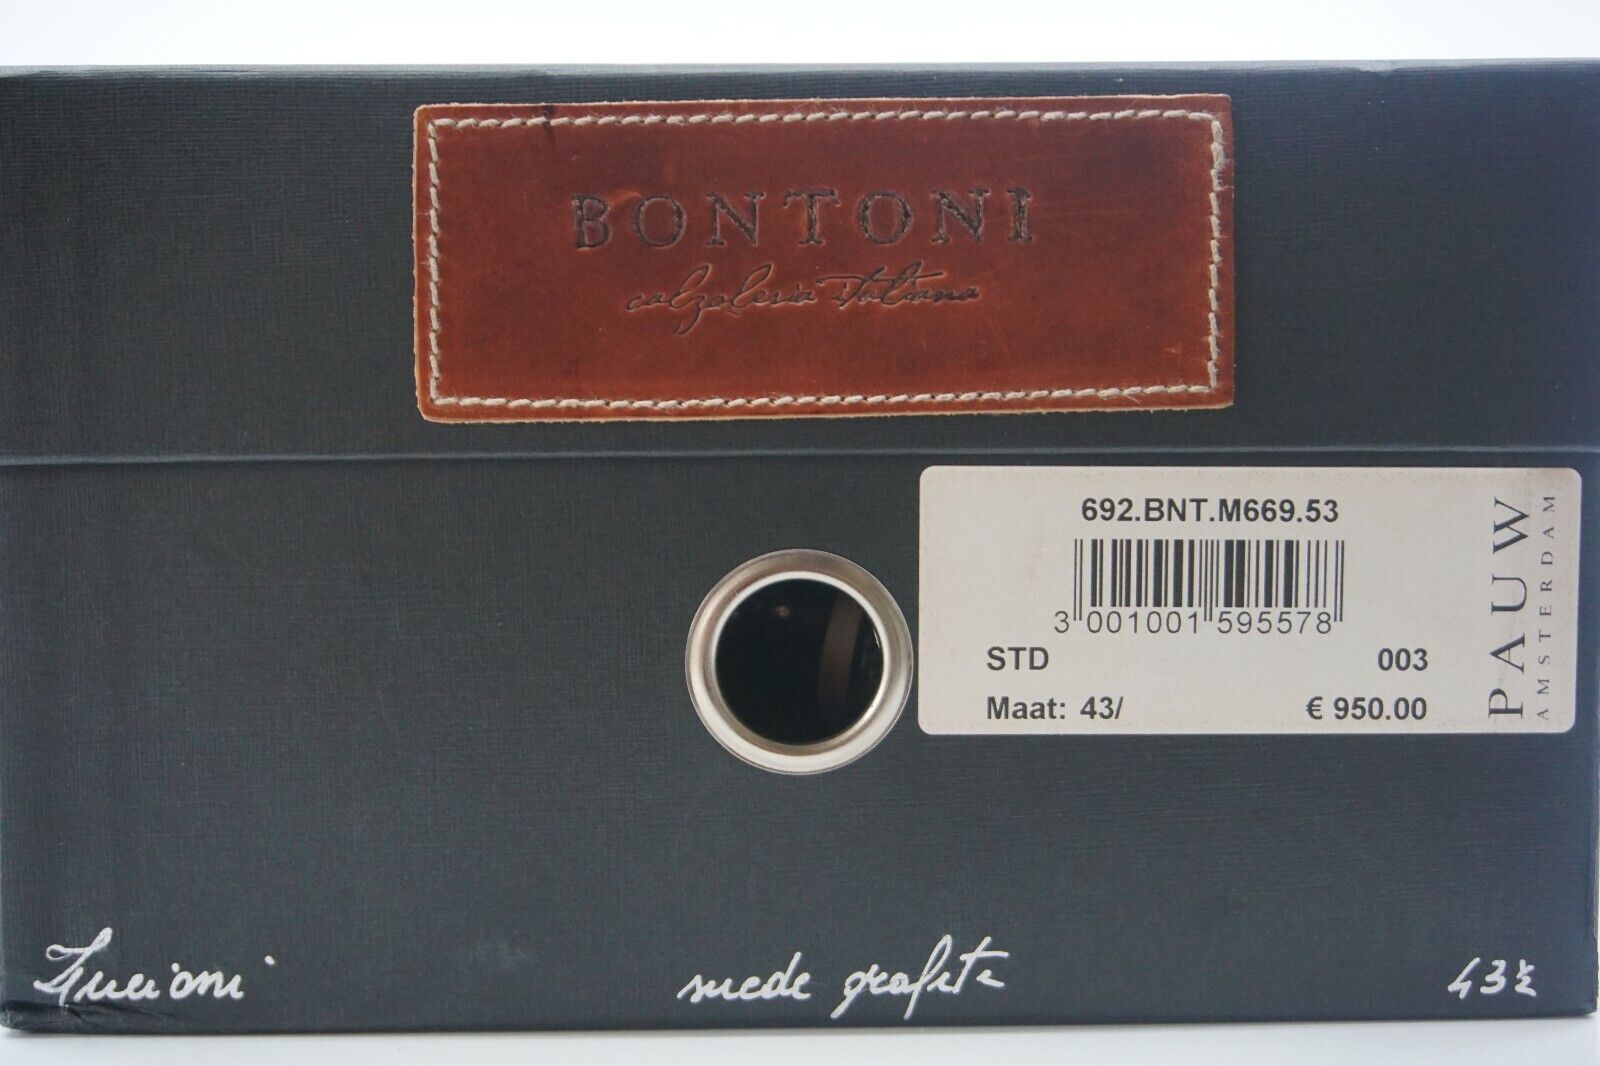 BONTONI
calzoleria Italiana
692.BNT.M669.53
3 001001 595578
STD 003
Maat: 43/ € 950.00
PAUW
AMSTERDAM
suede grafite
43½